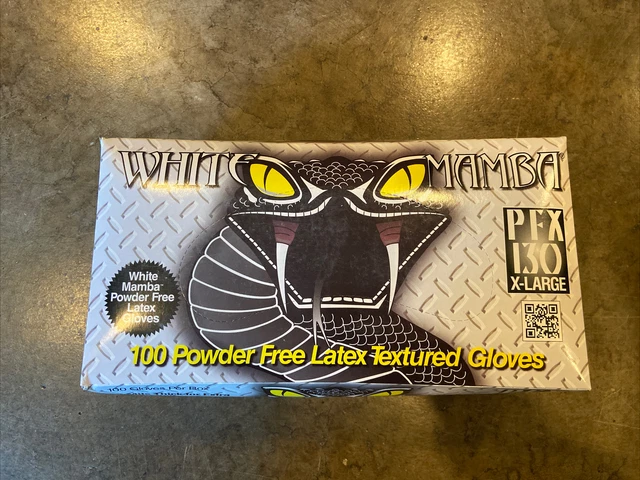 WHITE MAMBA
PFX
130
X-LARGE
White
Mamba™
Powder Free
Latex
Gloves
100 Powder Free Latex Textured Gloves
100 Gloves Per Box